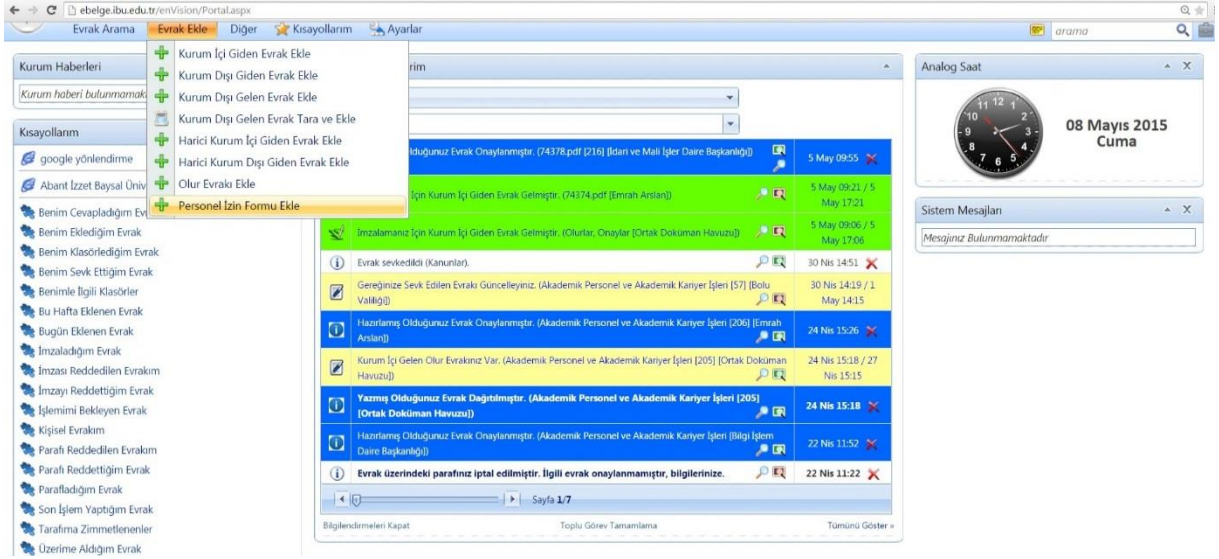 ebelge.ibu.edu.tr/enVision/Portal.aspx
Evrak Arama Evrak Ekle Diğer Kısayollarım Ayarlar
arama
Kurum İçi Giden Evrak Ekle
Kurum Dışı Giden Evrak Ekle
Kurum Dışı Gelen Evrak Ekle
Kurum Dışı Gelen Evrak Tara ve Ekle
Harici Kurum İçi Giden Evrak Ekle
Harici Kurum Dışı Giden Evrak Ekle
Olur Evrakı Ekle
Personel İzin Formu Ekle
Kurum Haberleri
Kurum haberi bulunmamak
Kısayollarım
google yönlendirme
Abant İzzet Baysal Üniv
Benim Cevapladığım Ev
Benim Eklediğim Evrak
Benim Klasörlediğim Evrak
Benim Sevk Ettiğim Evrak
Benimle İlgili Klasörler
Bu Hafta Eklenen Evrak
Bugün Eklenen Evrak
İmzaladığım Evrak
İmzası Reddedilen Evrakım
İmzayı Reddettiğim Evrak
İşlemimi Bekleyen Evrak
Kişisel Evrakım
Parafı Reddedilen Evrakım
Parafı Reddettiğim Evrak
Parafladığım Evrak
Son İşlem Yaptığım Evrak
Tarafıma Zimmetlenenler
Üzerime Aldığım Evrak
rim
lduğunuz Evrak Onaylanmıştır. (74378.pdf [216] [İdari ve Mali İşler Daire Başkanlığı])
5 May 09:55
İçin Kurum İçi Giden Evrak Gelmiştir. (74374.pdf [Emrah Arslan])
5 May 09:21 / 5
May 17:21
İmzalamanız İçin Kurum İçi Giden Evrak Gelmiştir. (Olurlar, Onaylar [Ortak Doküman Havuzu])
5 May 09:06 / 5
May 17:06
Evrak sevkedildi (Kanunlar).
30 Nis 14:51
Gereğinize Sevk Edilen Evrakı Güncelleyiniz. (Akademik Personel ve Akademik Kariyer İşleri [57] [Bolu
Valiliği])
30 Nis 14:19 / 1
May 14:15
Hazırlamış Olduğunuz Evrak Onaylanmıştır. (Akademik Personel ve Akademik Kariyer İşleri [206] [Emrah
Arslan])
24 Nis 15:26
Kurum İçi Gelen Olur Evrakınız Var. (Akademik Personel ve Akademik Kariyer İşleri [205] [Ortak Doküman
Havuzu])
24 Nis 15:18 / 27
Nis 15:15
Yazmış Olduğunuz Evrak Dağıtılmıştır. (Akademik Personel ve Akademik Kariyer İşleri [205]
[Ortak Doküman Havuzu])
24 Nis 15:18
Hazırlamış Olduğunuz Evrak Onaylanmıştır. (Akademik Personel ve Akademik Kariyer İşleri [Bilgi İşlem
Daire Başkanlığı])
22 Nis 11:52
Evrak üzerindeki parafınız iptal edilmiştir. İlgili evrak onaylanmamıştır, bilgilerinize.
22 Nis 11:22
Sayfa 1/7
Bilgilendirmeleri Kapat Toplu Görev Tamamlama Tümünü Göster »
Analog Saat
12 1 2 3 4 5 6 7 8 9 10 11
08 Mayıs 2015
Cuma
Sistem Mesajları
Mesajınız Bulunmamaktadır